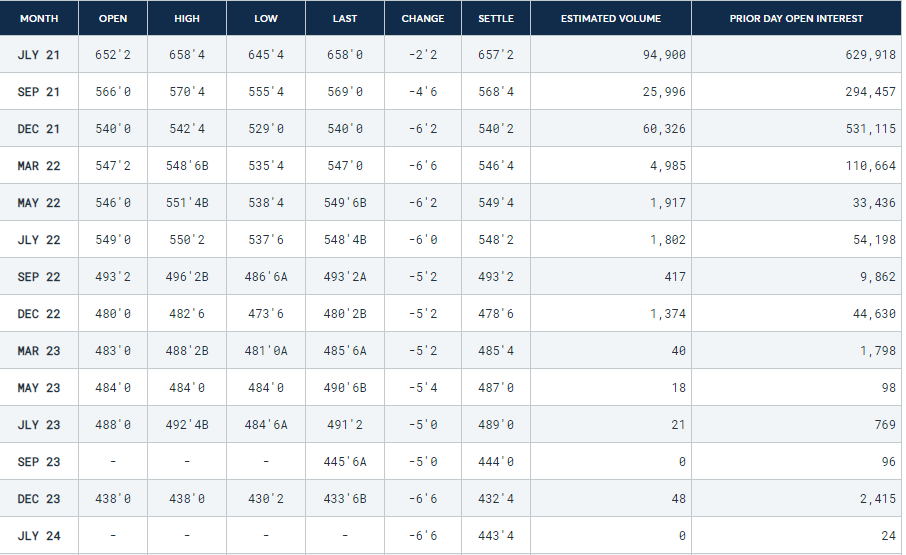 MONTH OPEN HIGH LOW LAST CHANGE SETTLE ESTIMATED VOLUME PRIOR DAY OPEN INTEREST
JLY 21 652'2 658'4 645'4 658'0 -2'2 657'2 94,900 629,918
SEP 21 566'0 570'4 555'4 569'0 -4'6 568'4 25,996 294,457
DEC 21 540'0 542'4 529'0 540'0 -6'2 540'2 60,326 531,115
MAR 22 547'2 548'6B 535'4 547'0 -6'6 546'4 4,985 110,664
MAY 22 546'0 551'4B 538'4 549'6B -6'2 549'4 1,917 33,436
JLY 22 549'0 550'2 537'6 548'4B -6'0 548'2 1,802 54,198
SEP 22 493'2 496'2B 486'6A 493'2A -5'2 493'2 417 9,862
DEC 22 480'0 482'6 473'6 480'2B -5'2 478'6 1,374 44,630
MAR 23 483'0 488'2B 481'0A 485'6A -5'2 485'4 40 1,798
MAY 23 484'0 484'0 484'0 490'6B -5'4 487'0 18 98
JLY 23 488'0 492'4B 484'6A 491'2 -5'0 489'0 21 769
SEP 23 - - - 445'6A -5'0 444'0 0 96
DEC 23 438'0 438'0 430'2 433'6B -6'6 432'4 48 2,415
JLY 24 - - - - -6'6 443'4 0 24